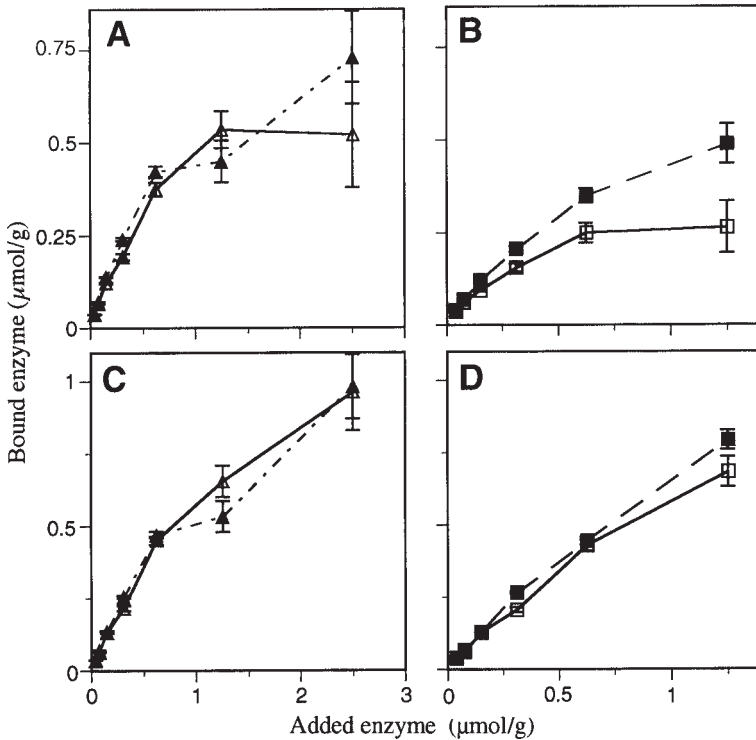 A
B
0.75
0.5
0.25
0
C
D
1
0.5
0
Bound enzyme (μmol/g)
0 1 2 3
0 0.5 1
Added enzyme (μmol/g)